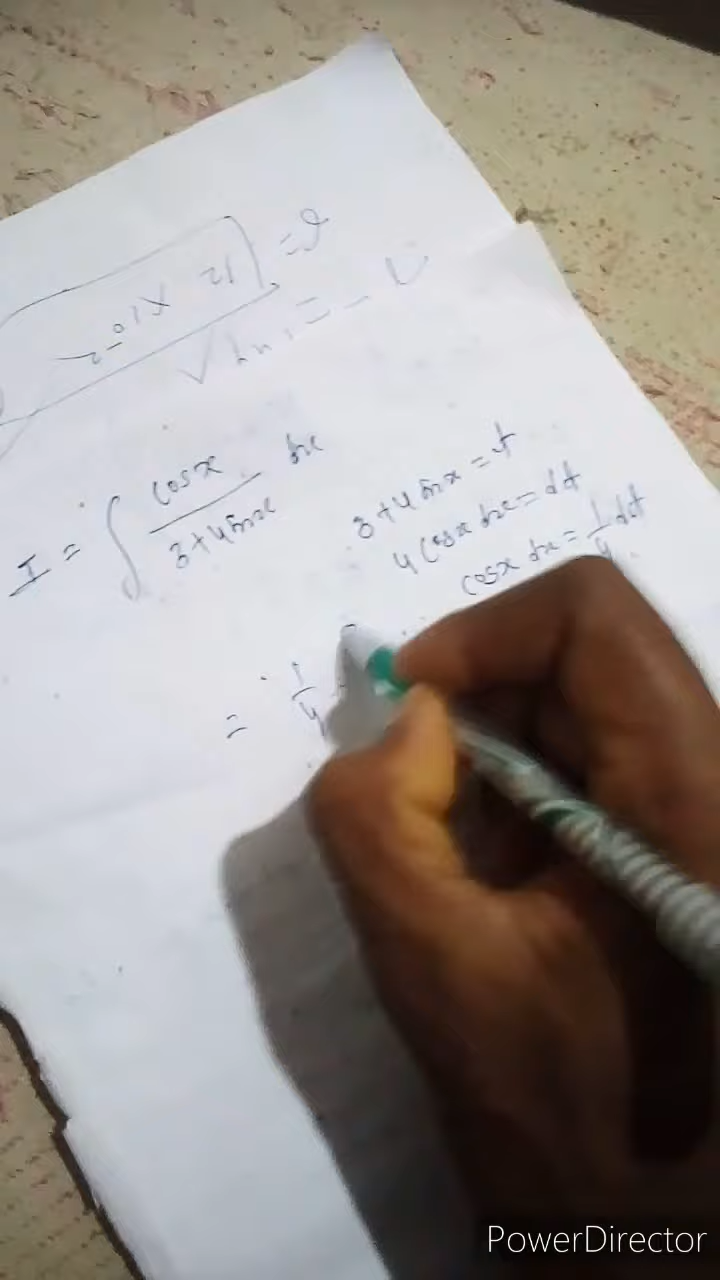 I = ∫ cosx / 3+4sinx dx
3+4sinx = t
4 cosx dx = dt
cosx dx = 1/4 dt
= 1/4
PowerDirector